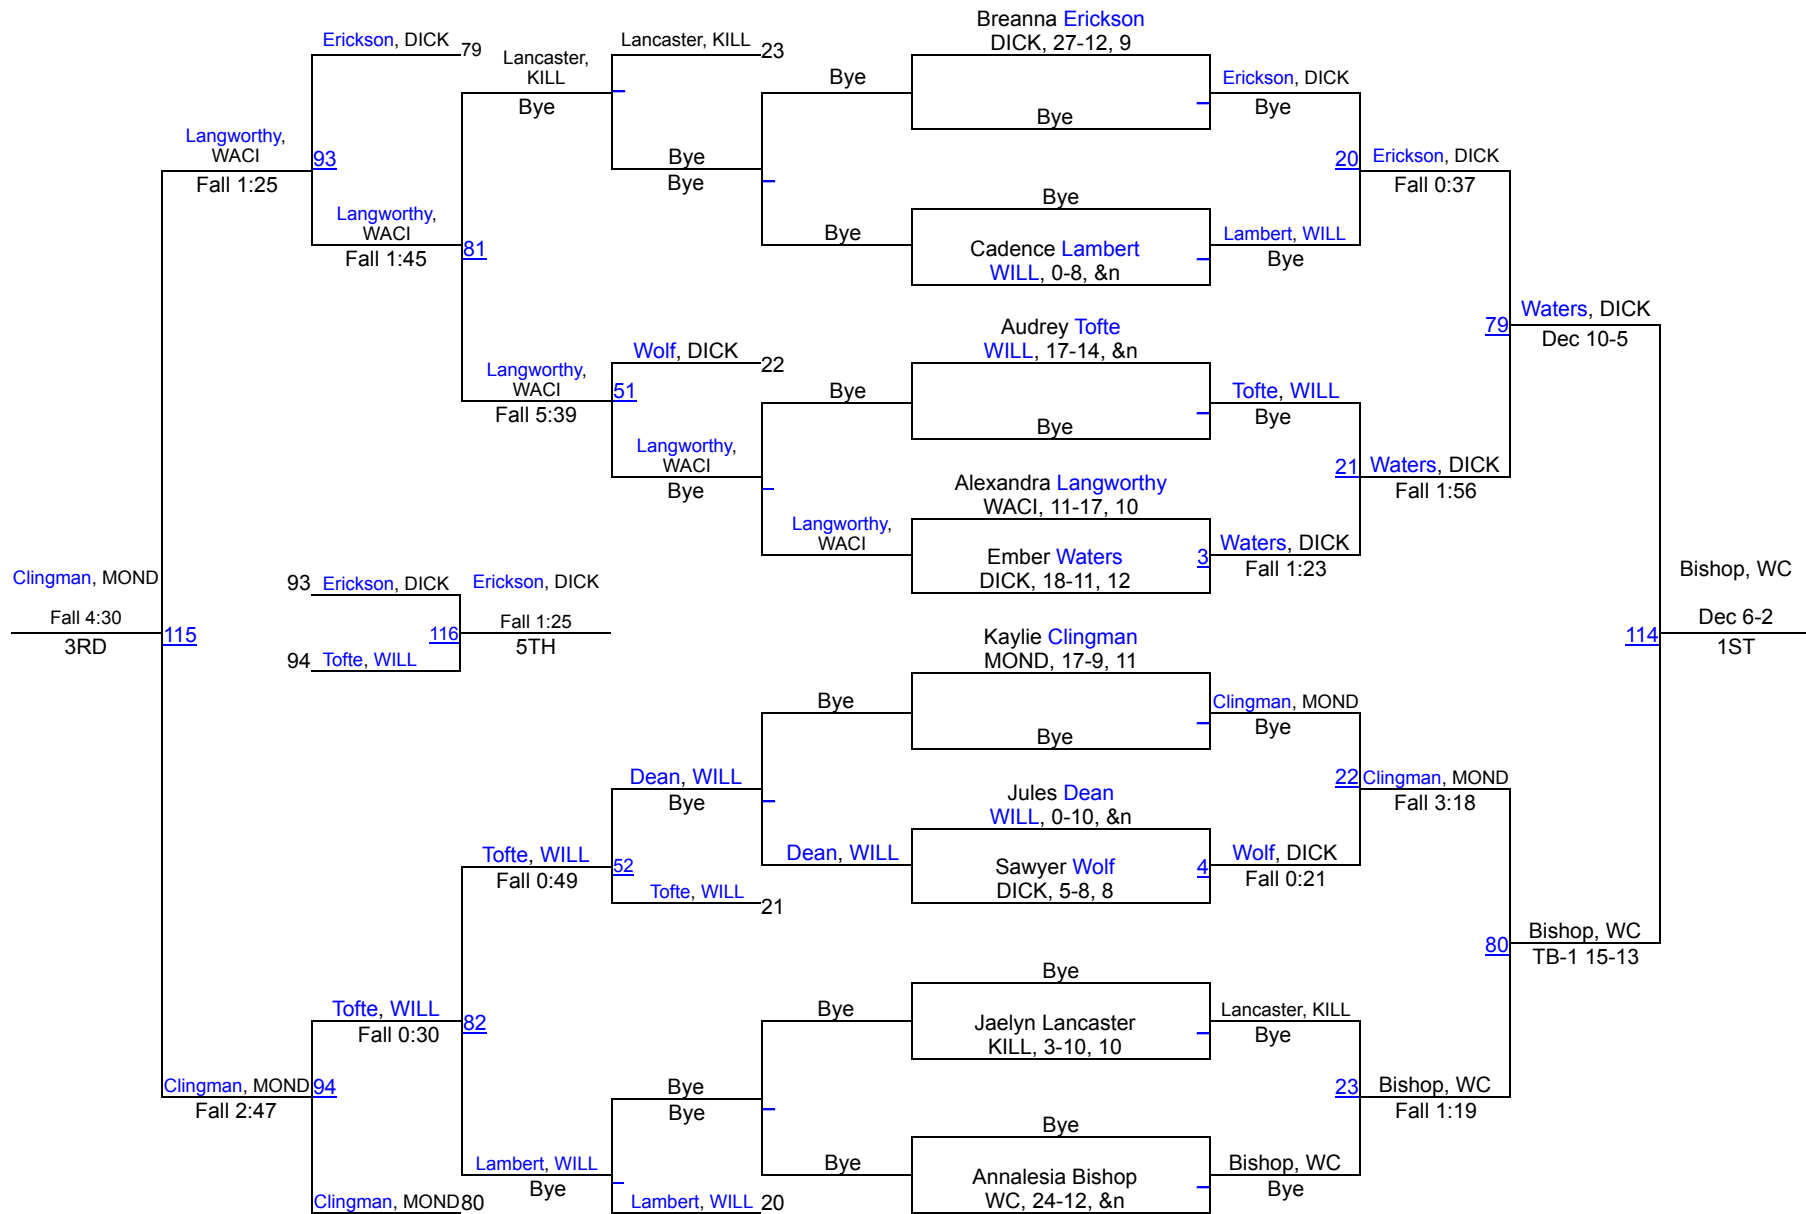 Breanna Erickson
DICK, 27-12, 9
Erickson, DICK
79
Lancaster, KILL
23
Lancaster,
KILL
Bye
Bye
Erickson, DICK
Bye
Bye
Langworthy,
WACI
Fall 1:25
93
Bye
Bye
20
Erickson, DICK
Fall 0:37
Bye
Langworthy,
WACI
Fall 1:45
81
Bye
Cadence Lambert
WILL, 0-8, &n
Lambert, WILL
Bye
Audrey Tofte
WILL, 17-14, &n
79
Waters, DICK
Dec 10-5
Wolf, DICK
22
Langworthy,
WACI
Fall 5:39
51
Bye
Bye
Tofte, WILL
Bye
Langworthy,
WACI
Bye
21
Waters, DICK
Fall 1:56
Alexandra Langworthy
WACI, 11-17, 10
Langworthy,
WACI
Ember Waters
DICK, 18-11, 12
3
Waters, DICK
Fall 1:23
Clingman, MOND
Fall 4:30
3RD
115
93
Erickson, DICK
94
Tofte, WILL
116
Erickson, DICK
Fall 1:25
5TH
Bishop, WC
Dec 6-2
1ST
114
Kaylie Clingman
MOND, 17-9, 11
Bye
Bye
Clingman, MOND
Bye
Dean, WILL
Bye
22
Clingman, MOND
Fall 3:18
Jules Dean
WILL, 0-10, &n
Dean, WILL
Sawyer Wolf
DICK, 5-8, 8
4
Wolf, DICK
Fall 0:21
Tofte, WILL
Fall 0:49
52
Tofte, WILL
21
80
Bishop, WC
TB-1 15-13
Bye
Tofte, WILL
Fall 0:30
82
Bye
Jaelyn Lancaster
KILL, 3-10, 10
Lancaster, KILL
Bye
Clingman, MOND
Fall 2:47
94
Bye
Bye
23
Bishop, WC
Fall 1:19
Bye
Lambert, WILL
Bye
Bye
Annalesia Bishop
WC, 24-12, &n
Bishop, WC
Bye
Clingman, MOND
80
Lambert, WILL
20